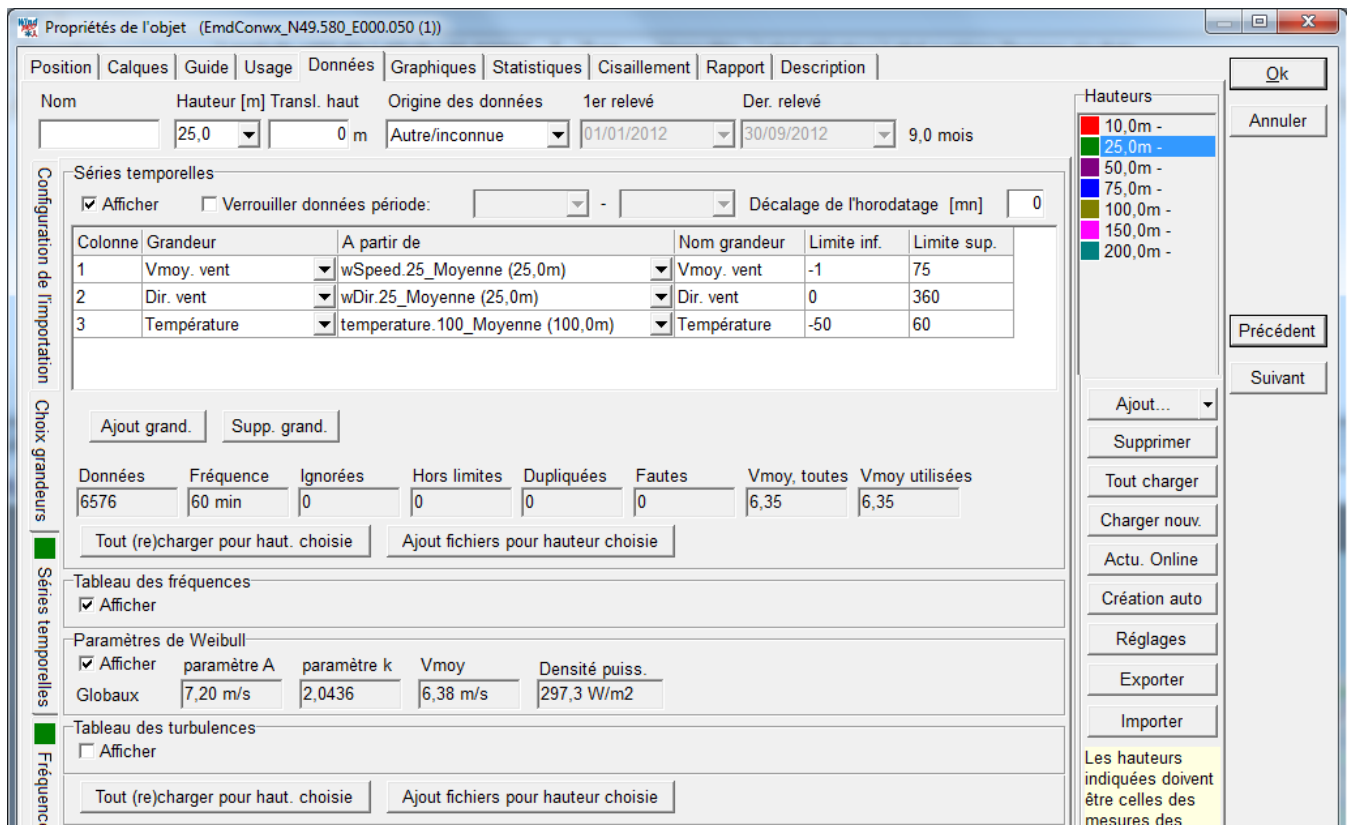 Propriétés de l'objet (EmdConwx_N49.580_E000.050 (1))
Position Calques Guide Usage Données Graphiques Statistiques Cisaillement Rapport Description
Nom Hauteur [m] Transl. haut Origine des données 1er relevé Der. relevé
25,0 0 m Autre/inconnue 01/01/2012 30/09/2012 9,0 mois
Configuration de l'importation
Choix grandeurs
Séries temporelles
Fréquenc
Séries temporelles
Afficher Verrouiller données période: - Décalage de l'horodatage [mn] 0
Colonne Grandeur A partir de Nom grandeur Limite inf. Limite sup.
1 Vmoy. vent wSpeed.25_Moyenne (25,0m) Vmoy. vent -1 75
2 Dir. vent wDir.25_Moyenne (25,0m) Dir. vent 0 360
3 Température temperature.100_Moyenne (100,0m) Température -50 60
Ajout grand. Supp. grand.
Données Fréquence Ignorées Hors limites Dupliquées Fautes Vmoy, toutes Vmoy utilisées
6576 60 min 0 0 0 0 6,35 6,35
Tout (re)charger pour haut. choisie Ajout fichiers pour hauteur choisie
Tableau des fréquences
Afficher
Paramètres de Weibull
Afficher paramètre A paramètre k Vmoy Densité puiss.
Globaux 7,20 m/s 2,0436 6,38 m/s 297,3 W/m2
Tableau des turbulences
Afficher
Tout (re)charger pour haut. choisie Ajout fichiers pour hauteur choisie
Hauteurs
10,0m -
25,0m -
50,0m -
75,0m -
100,0m -
150,0m -
200,0m -
Ajout...
Supprimer
Tout charger
Charger nouv.
Actu. Online
Création auto
Réglages
Exporter
Importer
Les hauteurs
indiquées doivent
être celles des
mesures des
Ok
Annuler
Précédent
Suivant